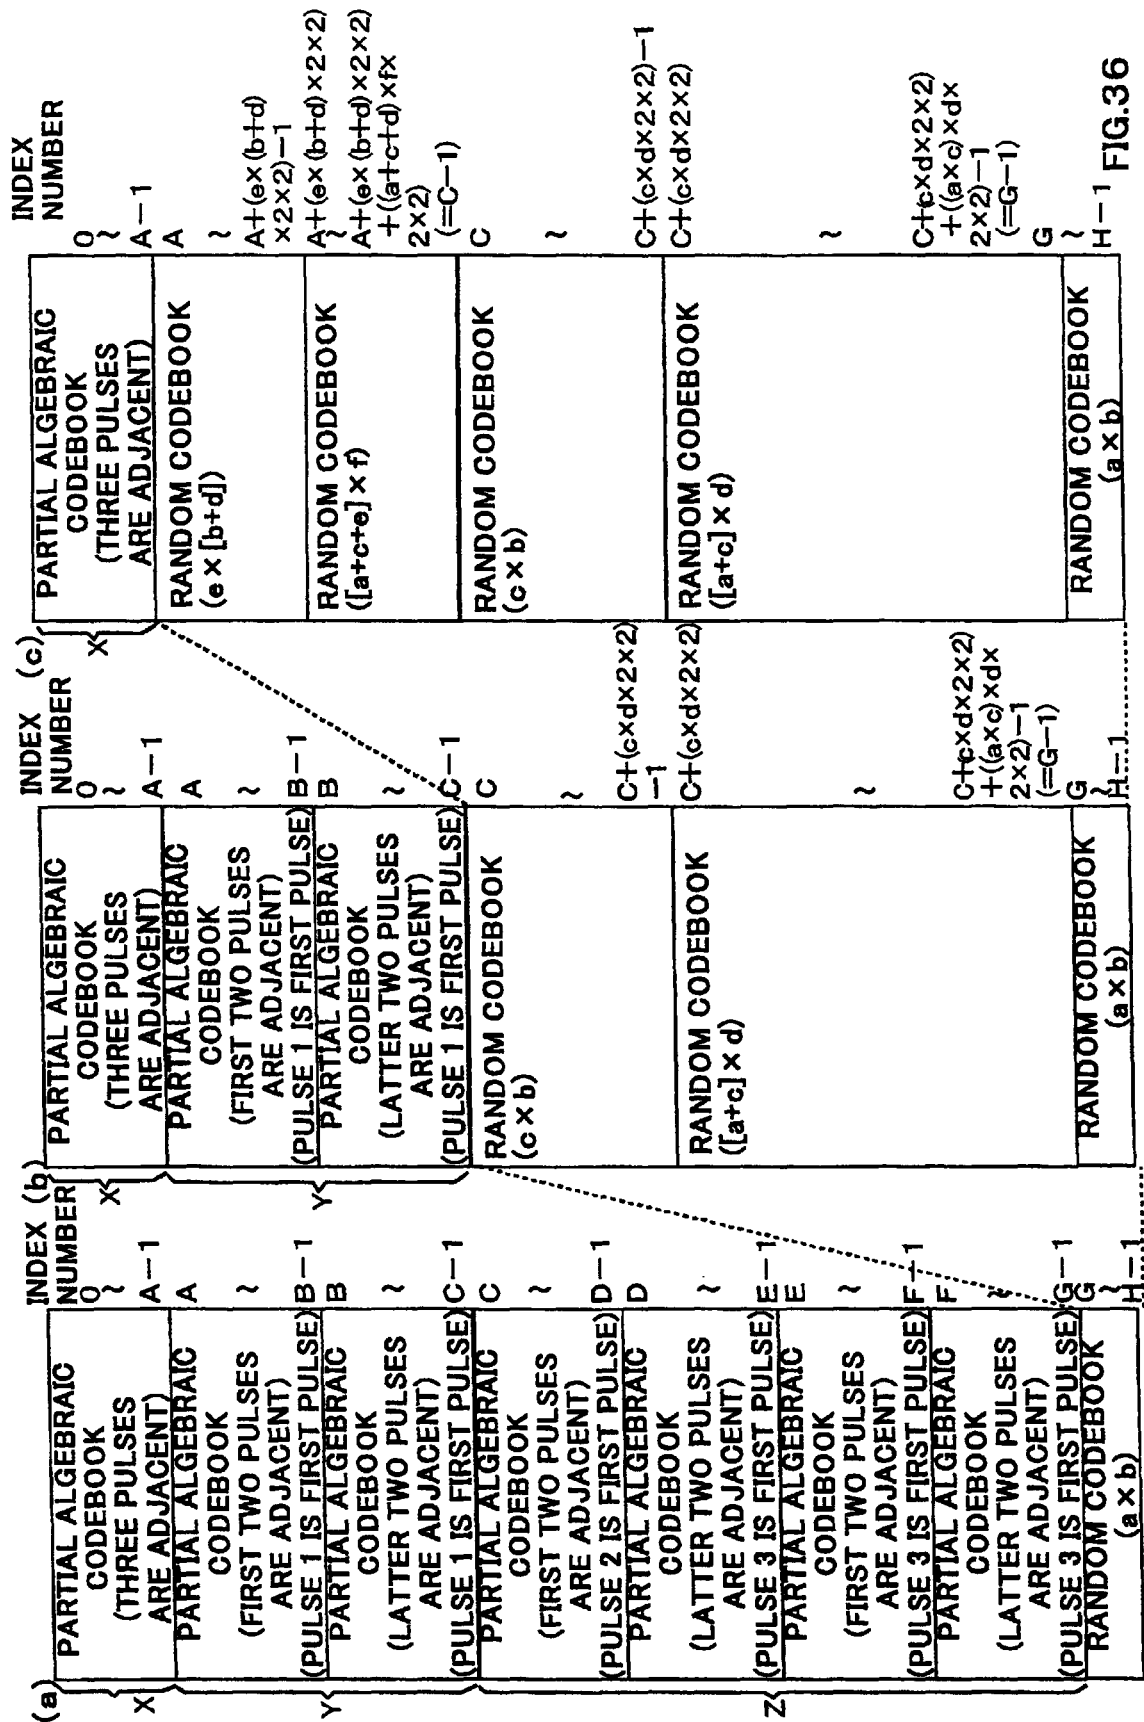 (a)
INDEX
NUMBER
X
PARTIAL ALGEBRAIC
CODEBOOK
(THREE PULSES
ARE ADJACENT)
0
~
A−1
Y
PARTIAL ALGEBRAIC
CODEBOOK
(FIRST TWO PULSES
ARE ADJACENT)
(PULSE 1 IS FIRST PULSE)
A
~
B−1
PARTIAL ALGEBRAIC
CODEBOOK
(LATTER TWO PULSES
ARE ADJACENT)
(PULSE 1 IS FIRST PULSE)
B
~
C−1
Z
PARTIAL ALGEBRAIC
CODEBOOK
(FIRST TWO PULSES
ARE ADJACENT)
(PULSE 2 IS FIRST PULSE)
C
~
D−1
PARTIAL ALGEBRAIC
CODEBOOK
(LATTER TWO PULSES
ARE ADJACENT)
(PULSE 3 IS FIRST PULSE)
D
~
E−1
PARTIAL ALGEBRAIC
CODEBOOK
(FIRST TWO PULSES
ARE ADJACENT)
(PULSE 3 IS FIRST PULSE)
E
~
F−1
PARTIAL ALGEBRAIC
CODEBOOK
(LATTER TWO PULSES
ARE ADJACENT)
(PULSE 3 IS FIRST PULSE)
F
~
G−1
RANDOM CODEBOOK
(a×b)
G
~
H−1
(b)
INDEX
NUMBER
X
PARTIAL ALGEBRAIC
CODEBOOK
(THREE PULSES
ARE ADJACENT)
0
~
A−1
Y
PARTIAL ALGEBRAIC
CODEBOOK
(FIRST TWO PULSES
ARE ADJACENT)
(PULSE 1 IS FIRST PULSE)
A
~
B−1
PARTIAL ALGEBRAIC
CODEBOOK
(LATTER TWO PULSES
ARE ADJACENT)
(PULSE 1 IS FIRST PULSE)
B
~
C−1
RANDOM CODEBOOK
(c×b)
C
~
C+(c×d×2×2)
−1
RANDOM CODEBOOK
([a+c]×d)
C+(c×d×2×2)
~
C+c×d×2×2)
+((a×c)×d×
2×2)−1
(=G−1)
RANDOM CODEBOOK
(a×b)
G
~
H−1
(c)
INDEX
NUMBER
X
PARTIAL ALGEBRAIC
CODEBOOK
(THREE PULSES
ARE ADJACENT)
0
~
A−1
RANDOM CODEBOOK
(e×[b+d])
A
~
A+(e×(b+d)
×2×2)−1
RANDOM CODEBOOK
([a+c+e]×f)
A+(e×(b+d)×2×2)
~
A+(e×(b+d)×2×2)
+((a+c+d)×f×
2×2)
(=C−1)
RANDOM CODEBOOK
(c×b)
C
~
C+(c×d×2×2)−1
RANDOM CODEBOOK
([a+c]×d)
C+(c×d×2×2)
~
C+c×d×2×2)
+((a×c)×d×
2×2)−1
(=G−1)
RANDOM CODEBOOK
(a×b)
G
~
H−1
FIG.36